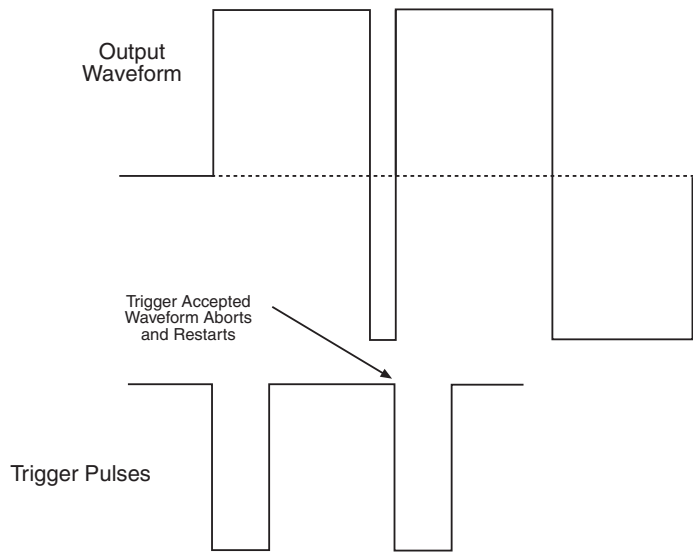 Output
Waveform
Trigger Accepted
Waveform Aborts
and Restarts
Trigger Pulses